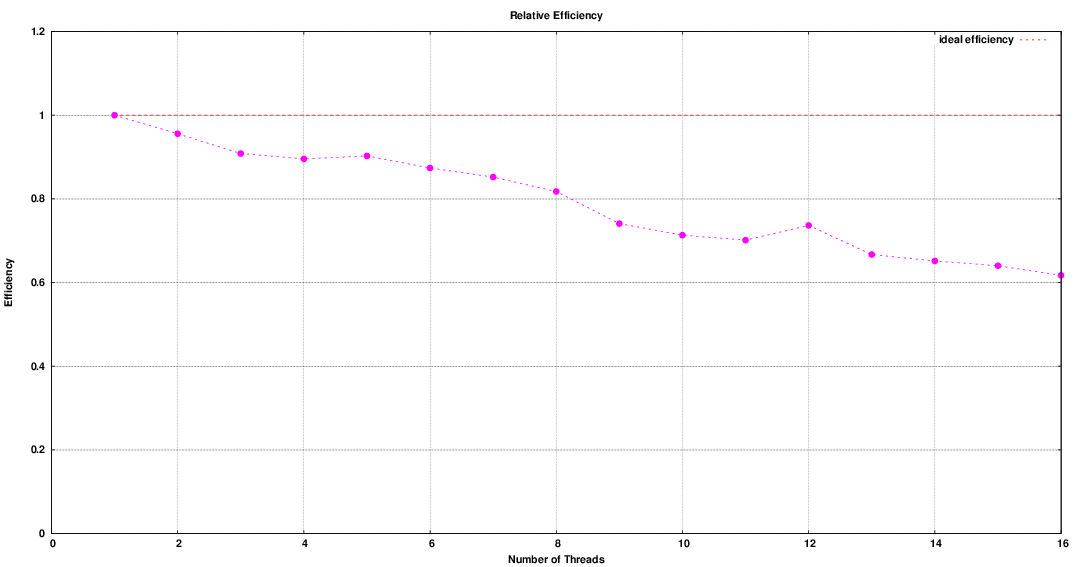 Relative Efficiency
1.2
ideal efficiency
1
0.8
0.6
0.4
0.2
0
Efficiency
0 2 4 6 8 10 12 14 16
Number of Threads